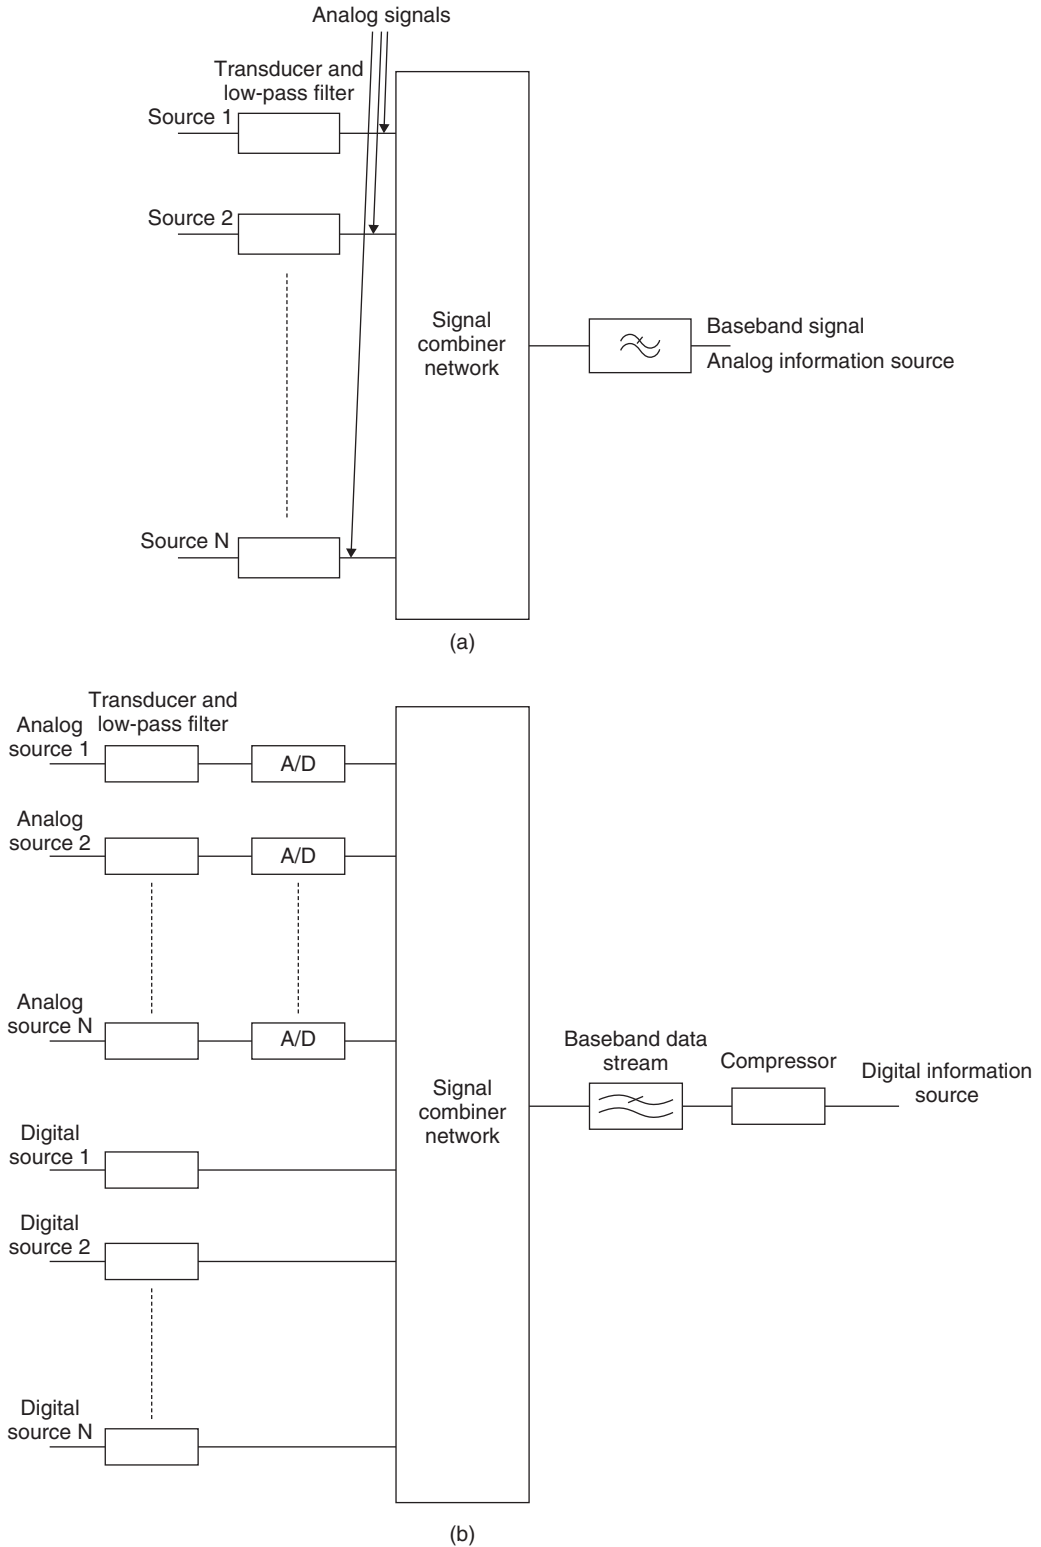 Analog signals
Transducer and
low-pass filter
Source 1
Source 2
Signal
combiner
network
Baseband signal
Analog information source
Source N
(a)
Transducer and
low-pass filter
Analog
source 1
A/D
Analog
source 2
A/D
Analog
source N
A/D
Baseband data
stream
Compressor
Digital information
source
Signal
combiner
network
Digital
source 1
Digital
source 2
Digital
source N
(b)